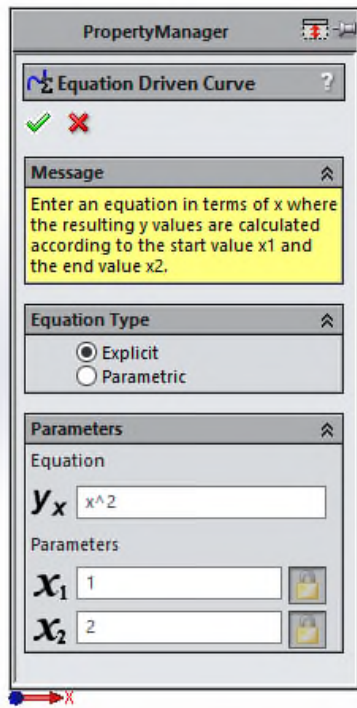 PropertyManager
Equation Driven Curve ?
Message
Enter an equation in terms of x where
the resulting y values are calculated
according to the start value x1 and
the end value x2.
Equation Type
Explicit
Parametric
Parameters
Equation
yx x^2
Parameters
x1 1
x2 2
X